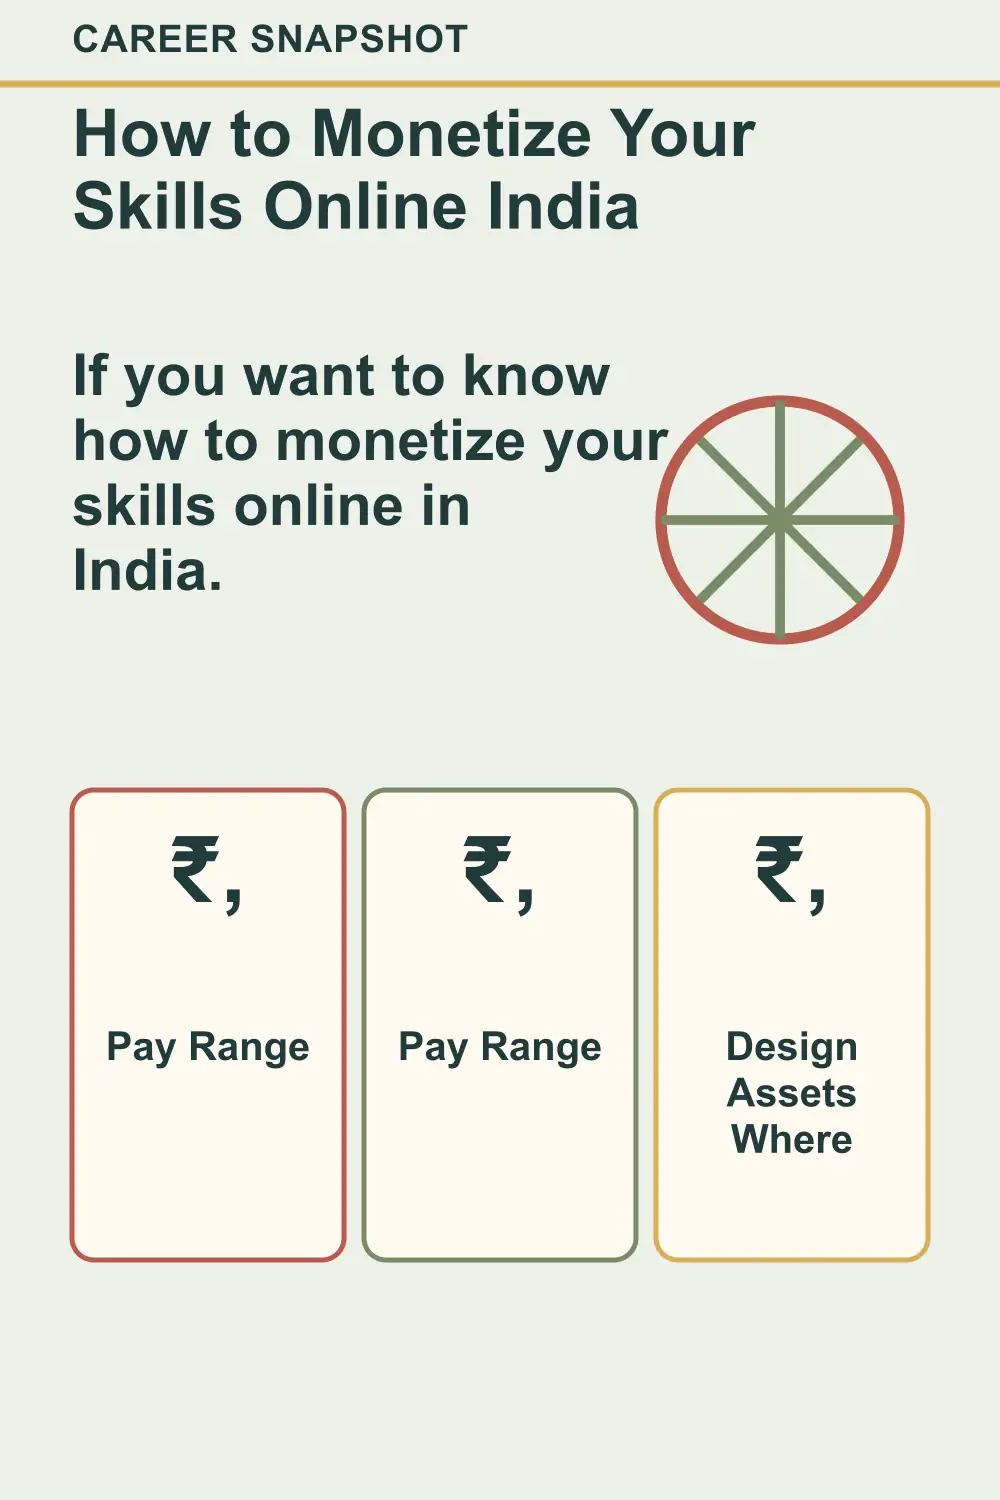 CAREER SNAPSHOT
How to Monetize Your
Skills Online India
If you want to know
how to monetize your
skills online in
India.
₹,
Pay Range
₹,
Pay Range
₹,
Design
Assets
Where